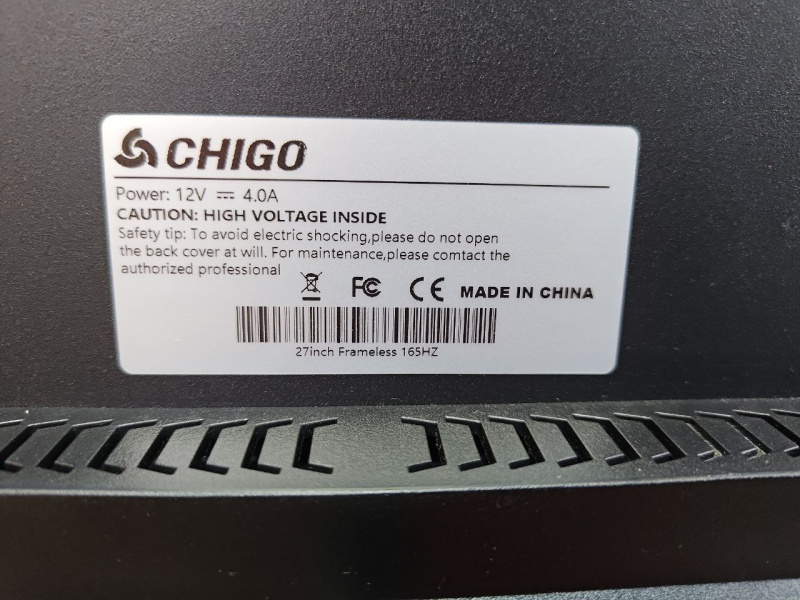 CHIGO
Power: 12V ⎓ 4.0A
CAUTION: HIGH VOLTAGE INSIDE
Safety tip: To avoid electric shocking,please do not open
the back cover at will. For maintenance,please comtact the
authorized professional
FC CE MADE IN CHINA
27inch Frameless 165HZ